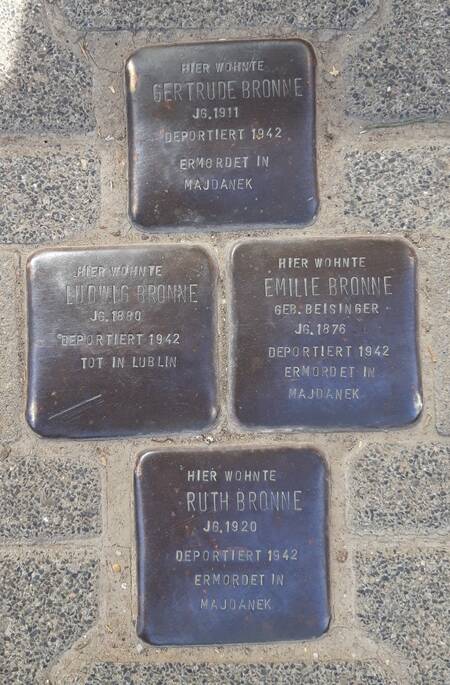 HIER WOHNTE
GERTRUDE BRONNE
JG.1911
DEPORTIERT 1942
ERMORDET IN
MAJDANEK
HIER WOHNTE
LUDWIG BRONNE
JG.1880
DEPORTIERT 1942
TOT IN LUBLIN
HIER WOHNTE
EMILIE BRONNE
GEB. BEISINGER
JG.1876
DEPORTIERT 1942
ERMORDET IN
MAJDANEK
HIER WOHNTE
RUTH BRONNE
JG.1920
DEPORTIERT 1942
ERMORDET IN
MAJDANEK